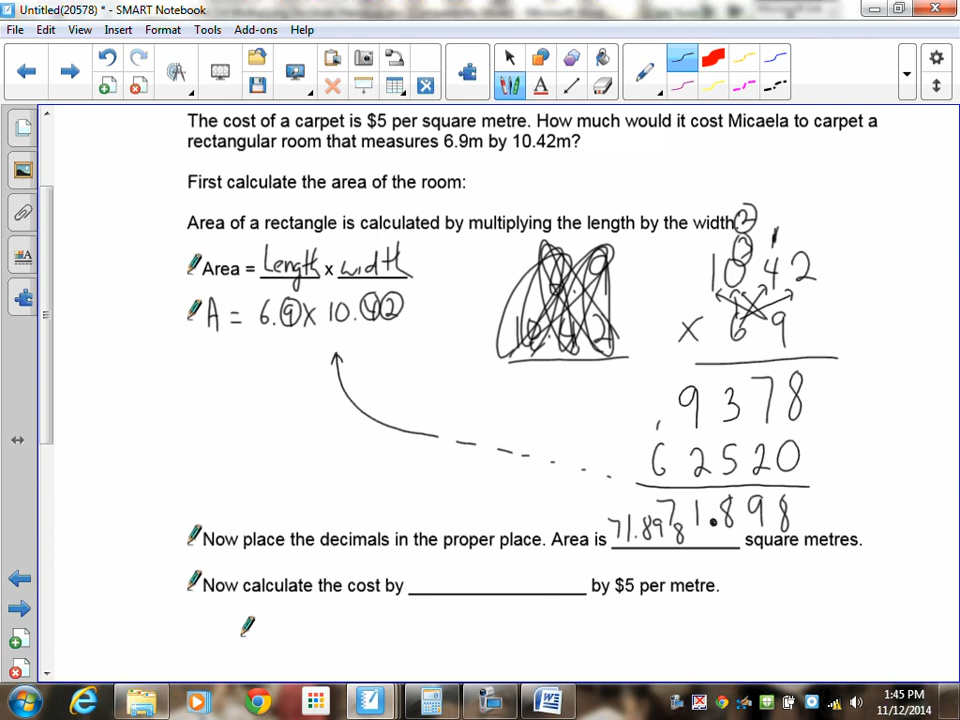 Untitled(20578) * - SMART Notebook
File Edit View Insert Format Tools Add-ons Help
The cost of a carpet is $5 per square metre. How much would it cost Micaela to carpet a
rectangular room that measures 6.9m by 10.42m?
First calculate the area of the room:
Area of a rectangle is calculated by multiplying the length by the width.
Area = Length x width
A = 6.9 x 10.42
1042
x 69
9378
62520
71.898
Now place the decimals in the proper place. Area is 71.898 square metres.
Now calculate the cost by ____________ by $5 per metre.
1:45 PM
11/12/2014